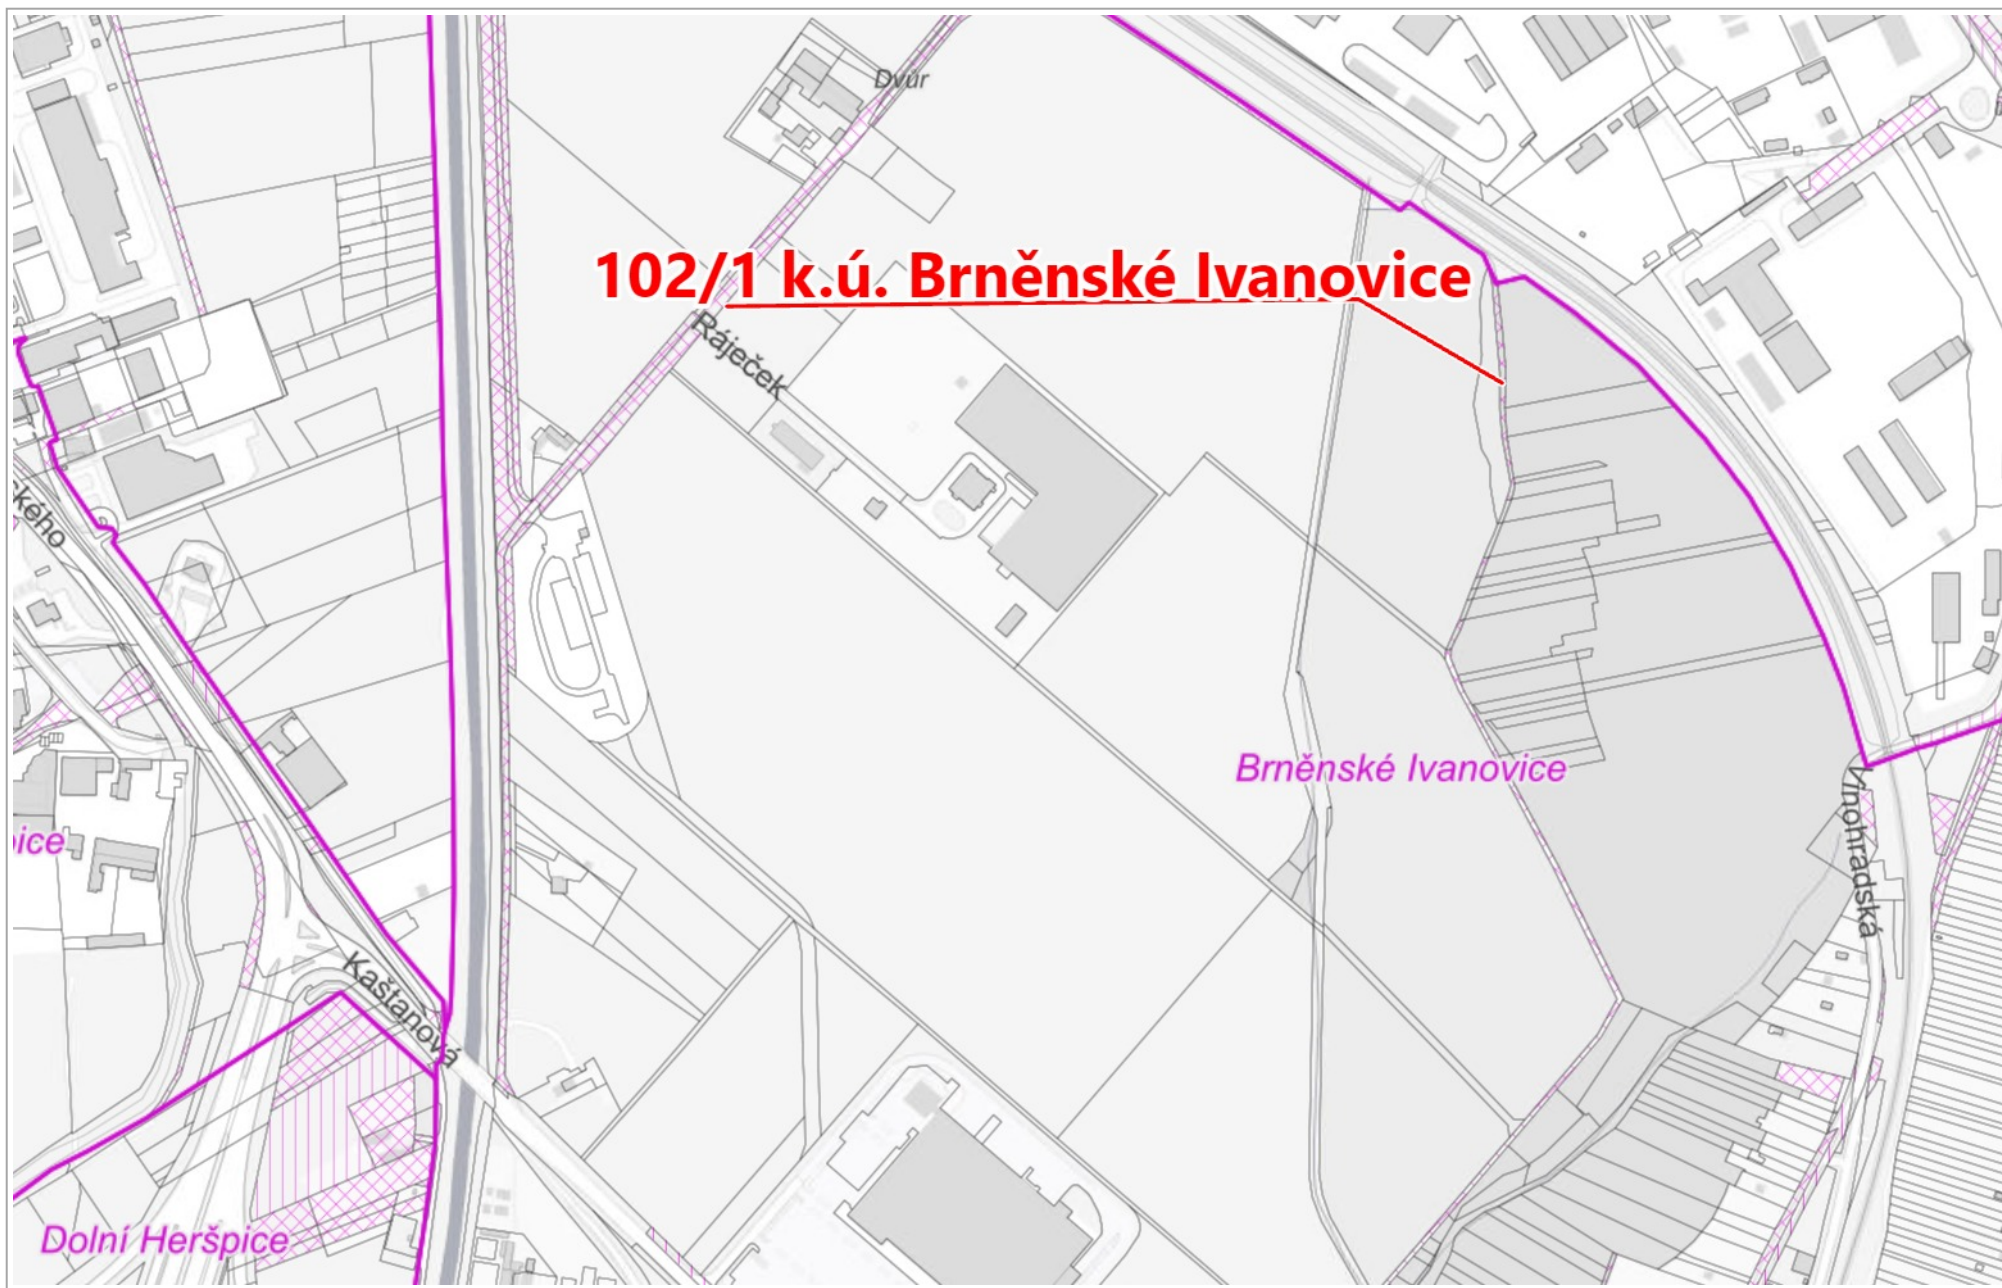 Dvůr
102/1 k.ú. Brněnské Ivanovice
Ráječek
ského
Brněnské Ivanovice
Vinohradská
ice
Kaštanová
Dolní Heršpice